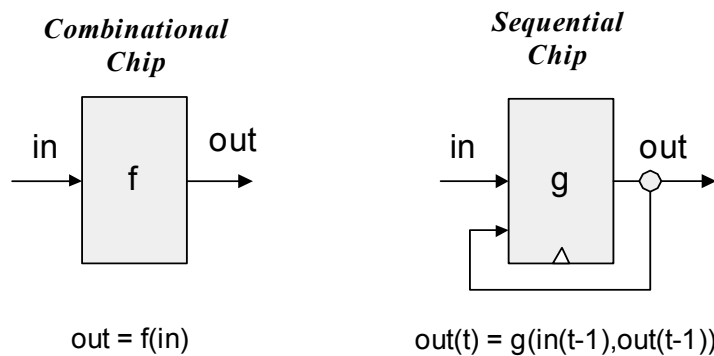 Combinational
Chip
in
f
out
out = f(in)
Sequential
Chip
in
g
out
out(t) = g(in(t-1),out(t-1))